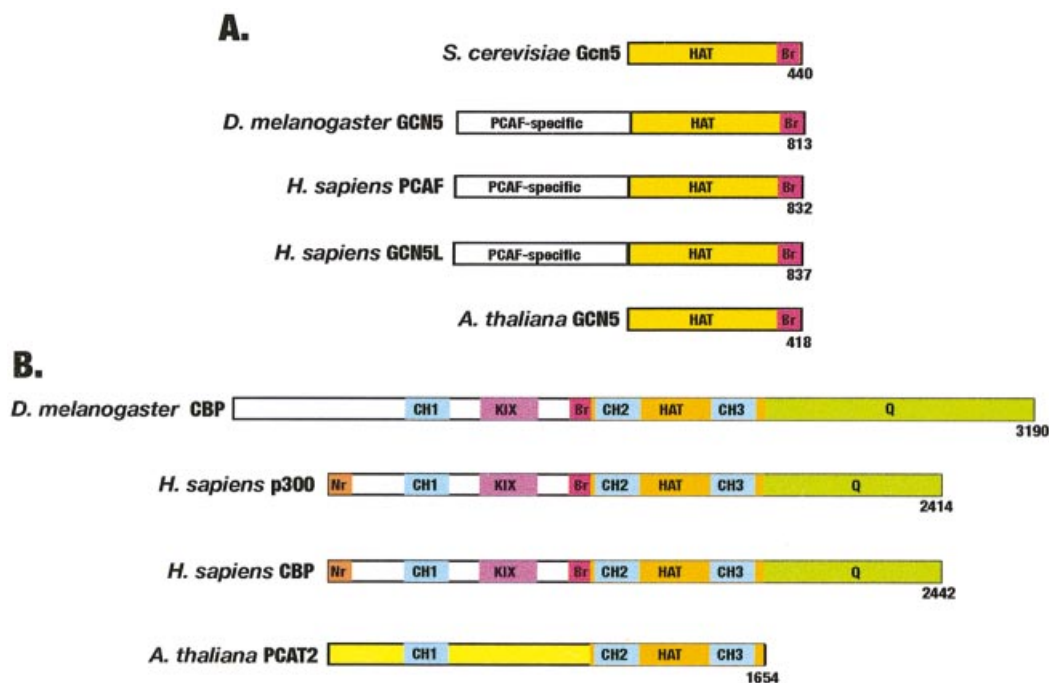 A.
S. cerevisiae Gcn5 HAT Br
440
D. melanogaster GCN5 PCAF-specific HAT Br
813
H. sapiens PCAF PCAF-specific HAT Br
832
H. sapiens GCN5L PCAF-specific HAT Br
837
A. thaliana GCN5 HAT Br
418
B.
D. melanogaster CBP CH1 KIX Br CH2 HAT CH3 Q
3190
H. sapiens p300 Nr CH1 KIX Br CH2 HAT CH3 Q
2414
H. sapiens CBP Nr CH1 KIX Br CH2 HAT CH3 Q
2442
A. thaliana PCAT2 CH1 CH2 HAT CH3
1654